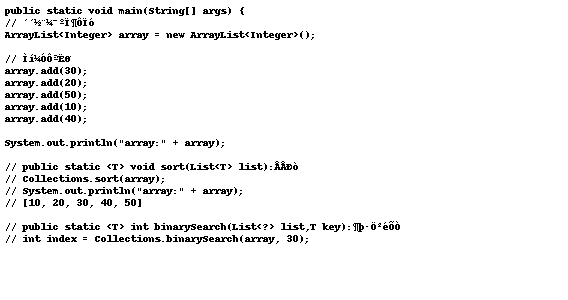 public static void main(String[] args) {
// ´´½¨¼¯ºÏ¶ÔÏó
ArrayList<Integer> array = new ArrayList<Integer>();
// Ìí¼ÓÔªËØ
array.add(30);
array.add(20);
array.add(50);
array.add(10);
array.add(40);
System.out.println("array:" + array);
// public static <T> void sort(List<T> list):ÅÅÐò
// Collections.sort(array);
// System.out.println("array:" + array);
// [10, 20, 30, 40, 50]
// public static <T> int binarySearch(List<?> list,T key):¶þ·Ö²éÕÒ
// int index = Collections.binarySearch(array, 30);